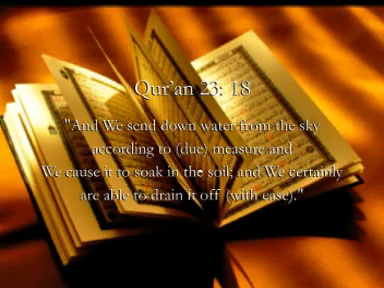 Qur'an 23: 18
"And We send down water from the sky
according to (due) measure and
We cause it to soak in the soil; and We certainly
are able to drain it off (with ease)."